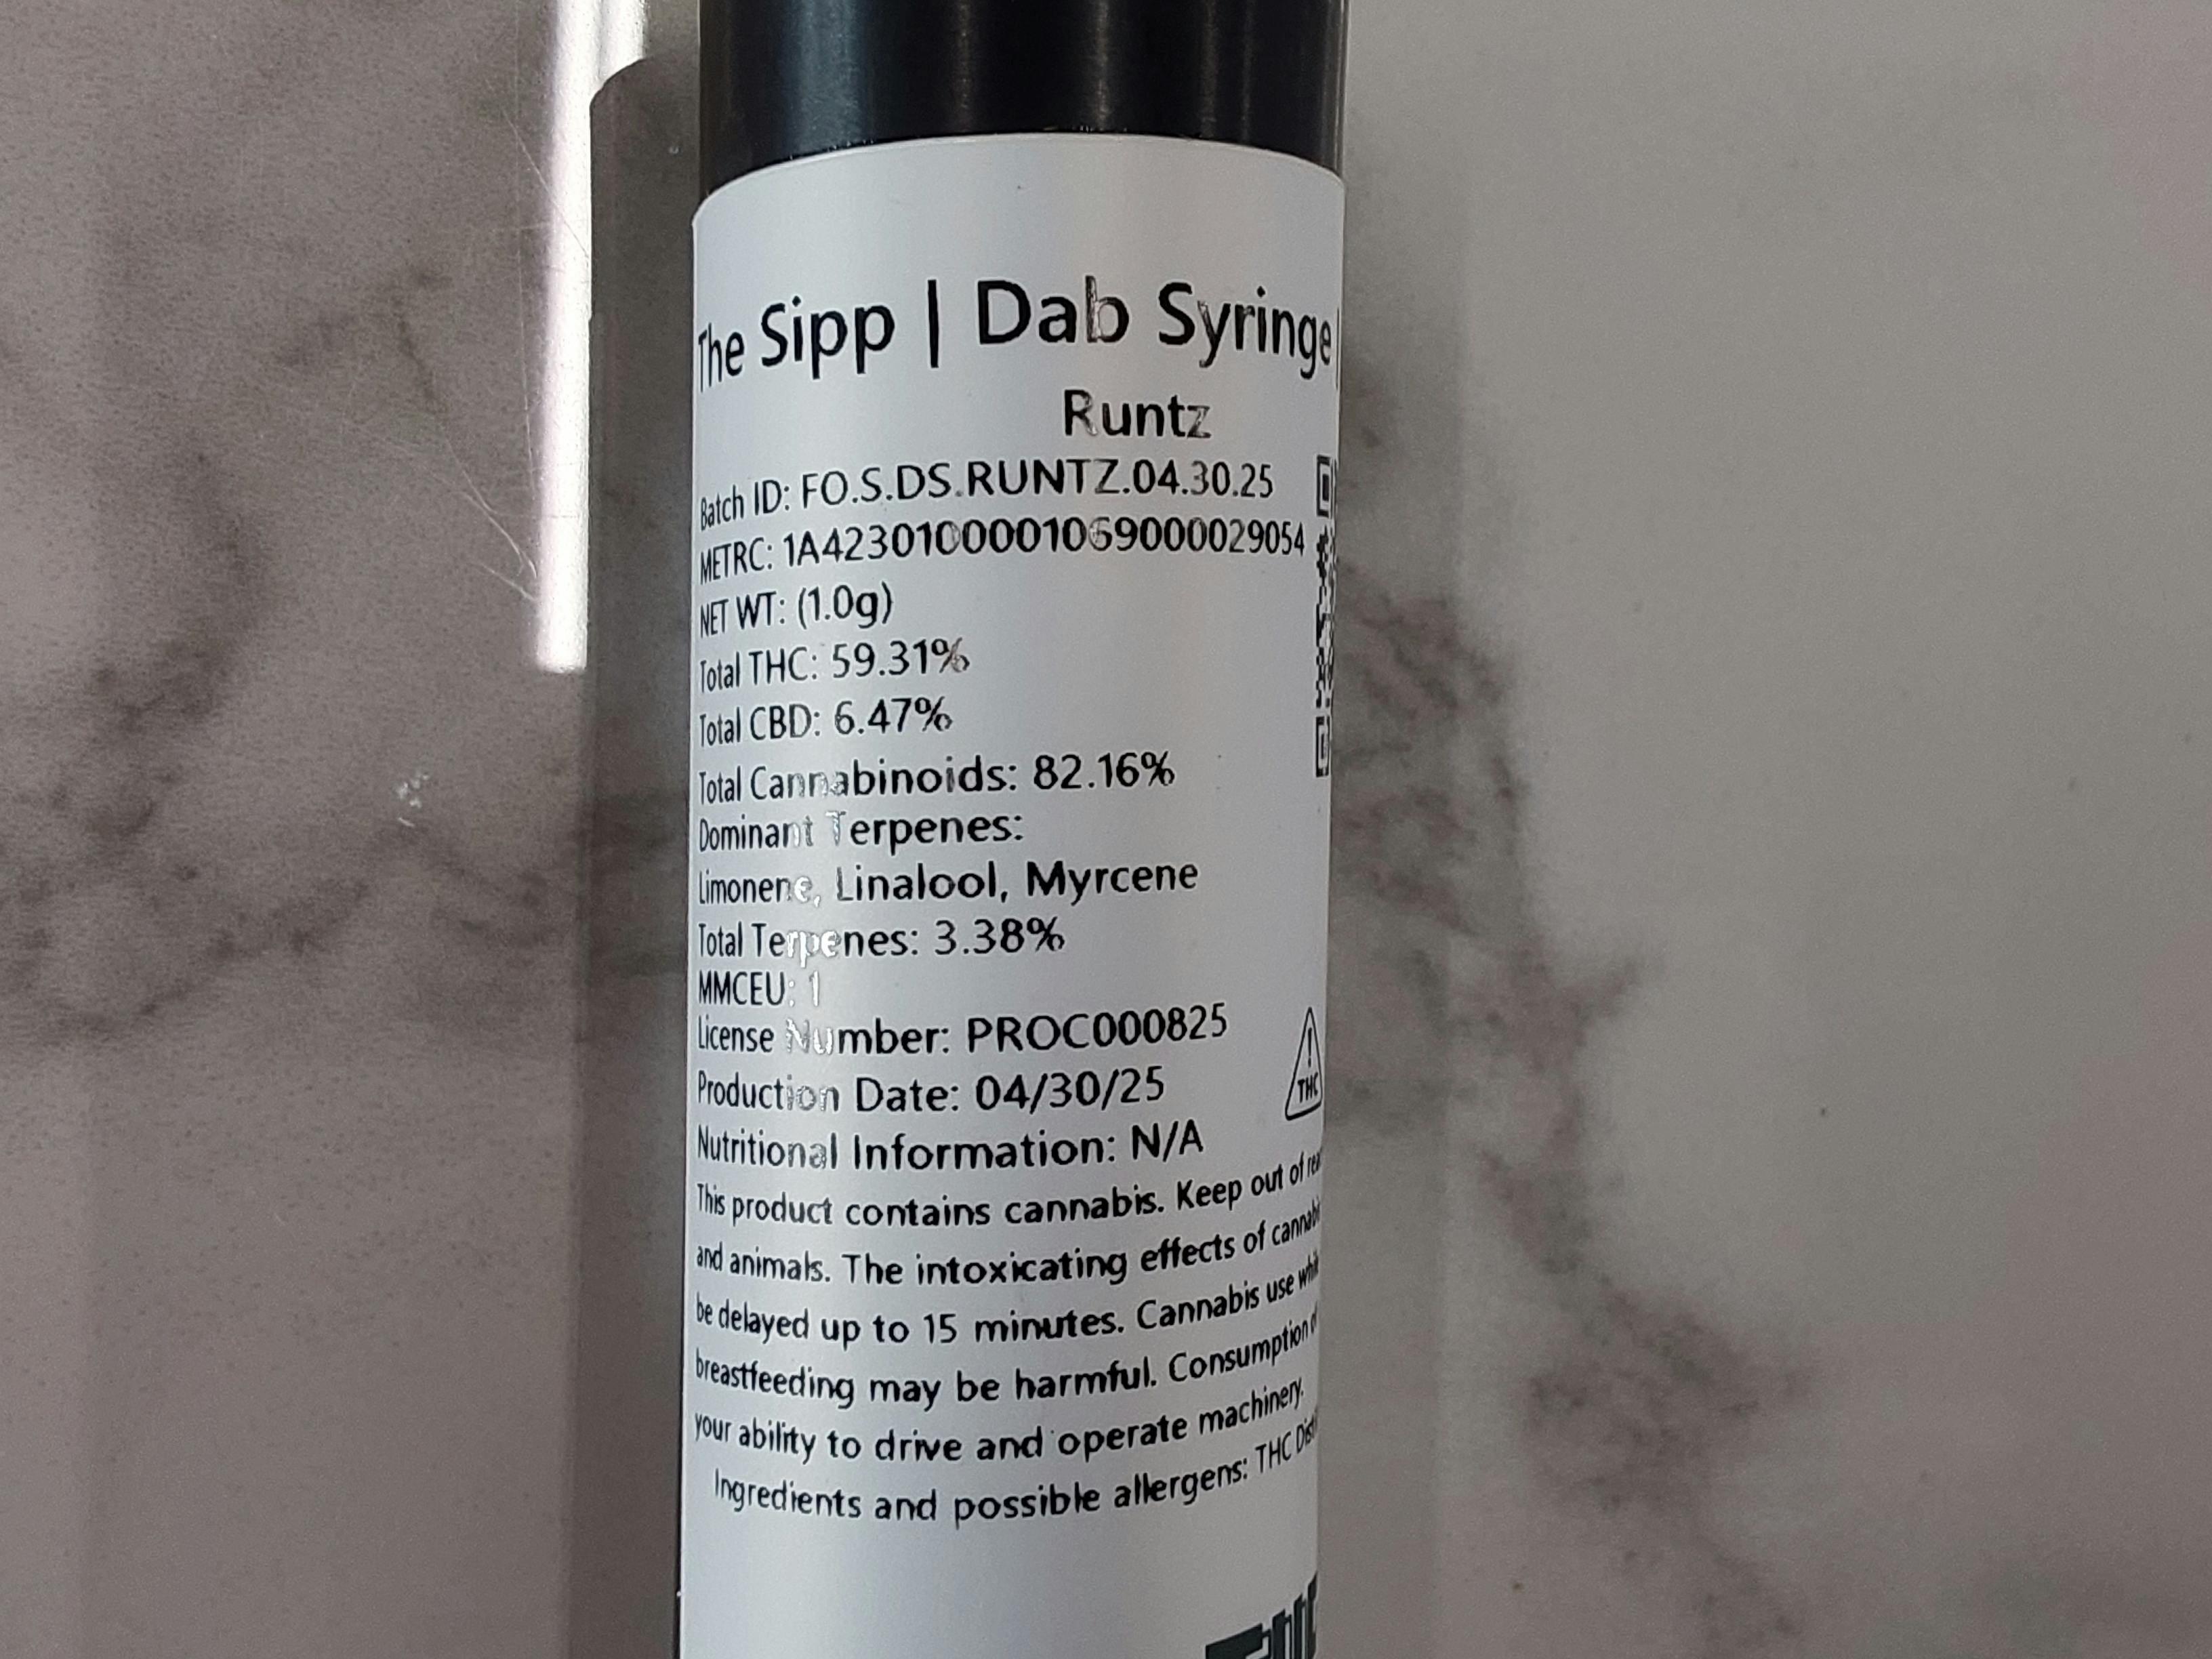 The Sipp | Dab Syringe |
Runtz
Batch ID: FO.S.DS.RUNTZ.04.30.25
METRC: 1A4230100001069000029054
NET WT: (1.0g)
Total THC: 59.31%
Total CBD: 6.47%
Total Cannabinoids: 82.16%
Dominant Terpenes:
Limonene, Linalool, Myrcene
Total Terpenes: 3.38%
MMCEU: 1
License Number: PROC000825
Production Date: 04/30/25
THC
Nutritional Information: N/A
This product contains cannabis. Keep out of
and animals. The intoxicating effects of
be delayed up to 15 minutes. Cannabis use
breastfeeding may be harmful. Consumption
your ability to drive and operate machinery.
Ingredients and possible allergens: THC